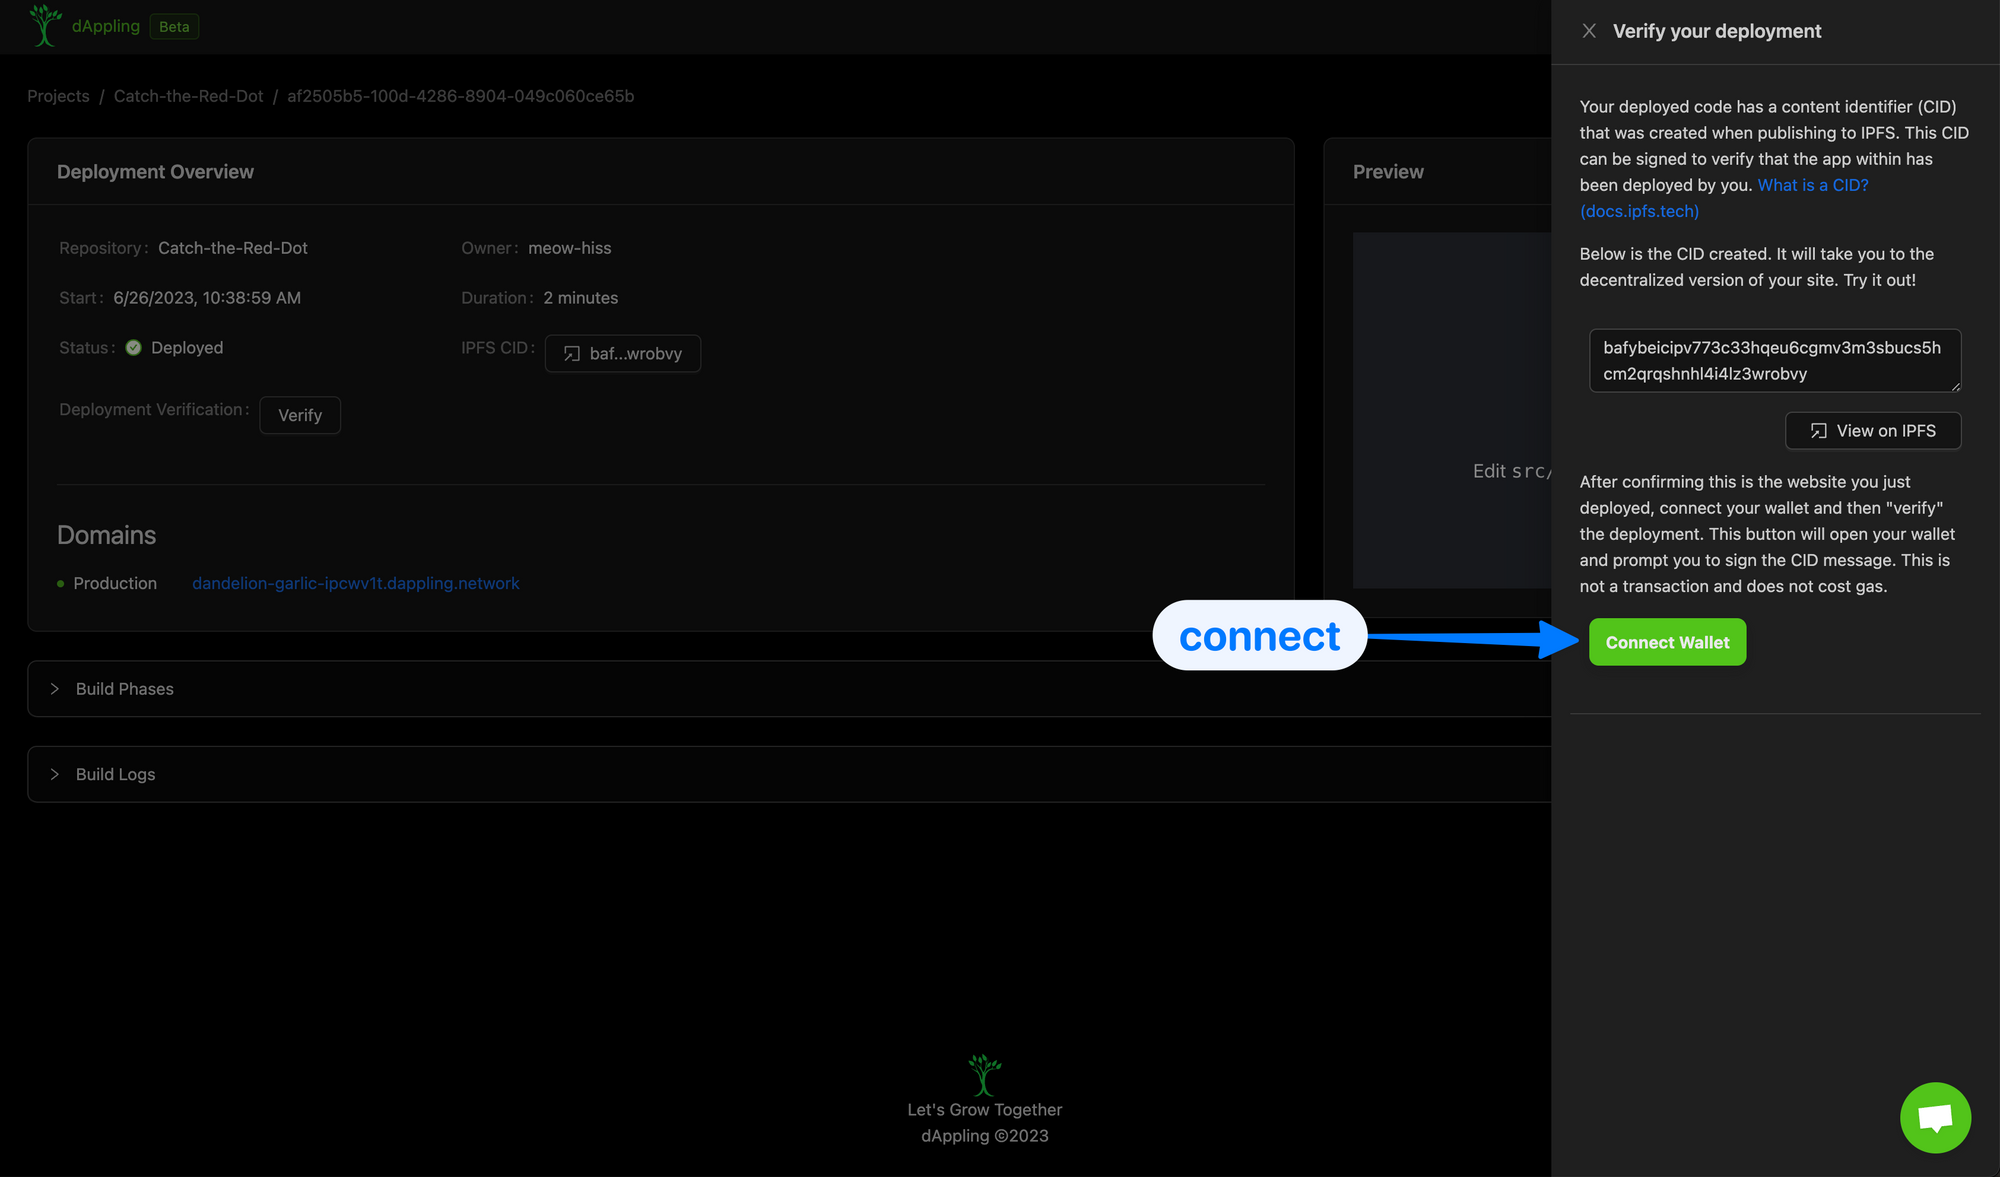 dAppling Beta
Projects / Catch-the-Red-Dot / af2505b5-100d-4286-8904-049c060ce65b
Deployment Overview
Repository: Catch-the-Red-Dot
Owner: meow-hiss
Start: 6/26/2023, 10:38:59 AM
Duration: 2 minutes
Status: Deployed
IPFS CID: baf...wrobvy
Deployment Verification: Verify
Domains
Production dandelion-garlic-ipcwv1t.dappling.network
Preview
Edit src/
Build Phases
Build Logs
connect
Let's Grow Together
dAppling ©2023
Verify your deployment
Your deployed code has a content identifier (CID)
that was created when publishing to IPFS. This CID
can be signed to verify that the app within has
been deployed by you. What is a CID?
(docs.ipfs.tech)
Below is the CID created. It will take you to the
decentralized version of your site. Try it out!
bafybeicipv773c33hqeu6cgmv3m3sbucs5h
cm2qrqshnhl4i4lz3wrobvy
View on IPFS
After confirming this is the website you just
deployed, connect your wallet and then "verify"
the deployment. This button will open your wallet
and prompt you to sign the CID message. This is
not a transaction and does not cost gas.
Connect Wallet